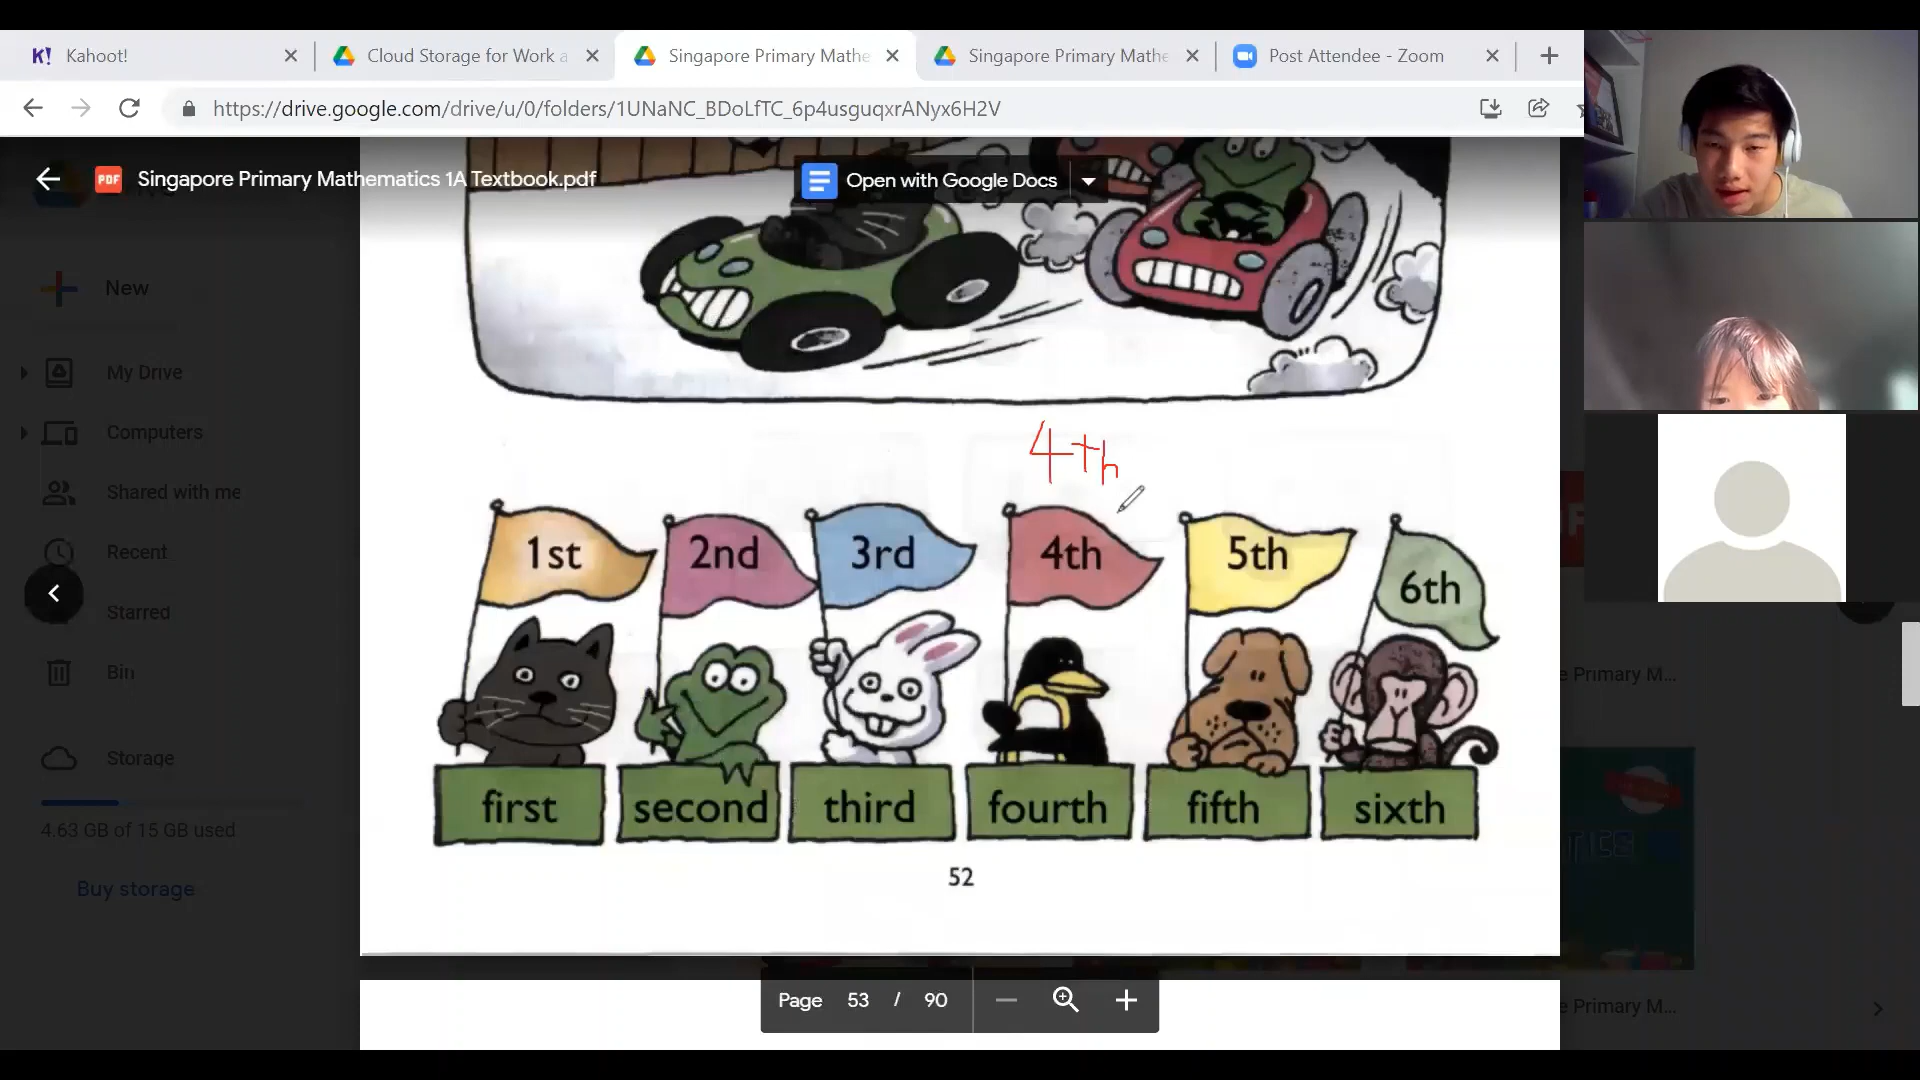 Kahoot!
Cloud Storage for Work a
Singapore Primary Mathe
Singapore Primary Mathe
Post Attendee - Zoom
https://drive.google.com/drive/u/0/folders/1UNaNC_BDoLfTC_6p4usguqxrANyx6H2V
PDF
Singapore Primary Mathematics 1A Textbook.pdf
Open with Google Docs
New
My Drive
Computers
Shared with me
Recent
Starred
Bin
Storage
4.63 GB of 15 GB used
Buy storage
4th
1st 2nd 3rd 4th 5th 6th
first second third fourth fifth sixth
52
Page 53 / 90
e Primary M...
e Primary M...